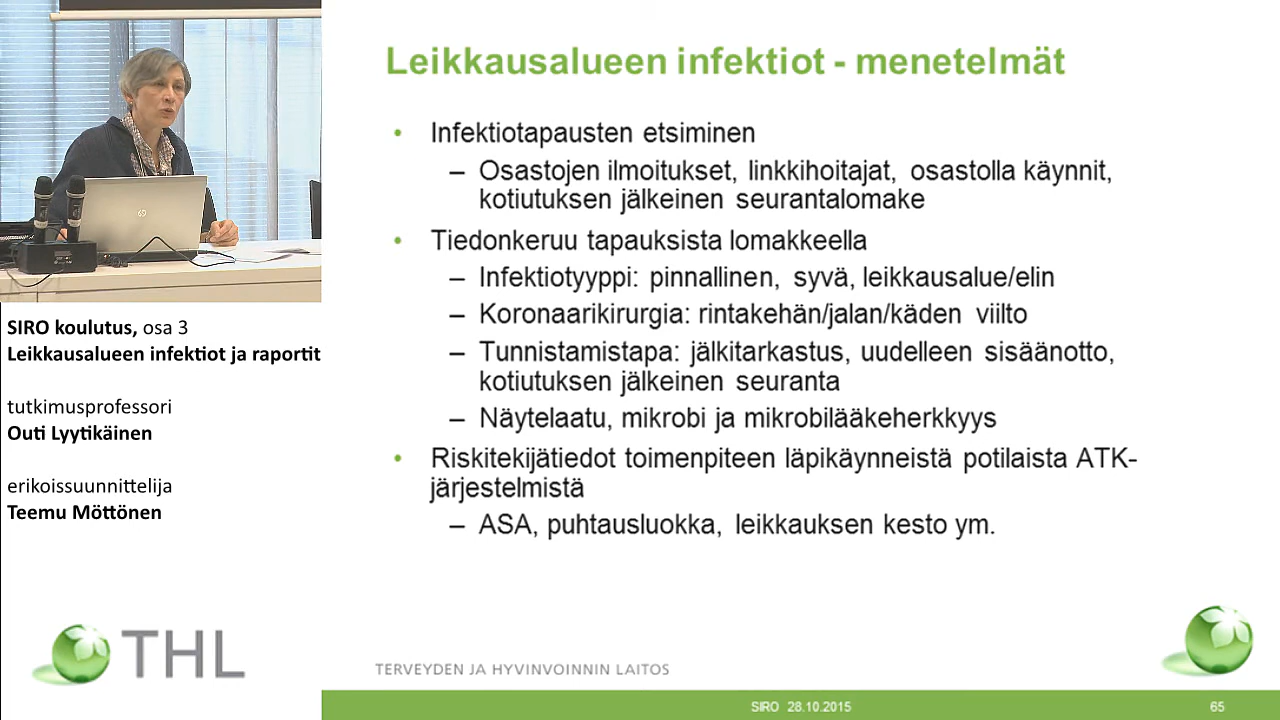 Leikkausalueen infektiot - menetelmät
• Infektiotapausten etsiminen
– Osastojen ilmoitukset, linkkihoitajat, osastolla käynnit,
kotiutuksen jälkeinen seurantalomake
• Tiedonkeruu tapauksista lomakkeella
– Infektiotyyppi: pinnallinen, syvä, leikkausalue/elin
– Koronaarikirurgia: rintakehän/jalan/käden viilto
– Tunnistamistapa: jälkitarkastus, uudelleen sisäänotto,
kotiutuksen jälkeinen seuranta
– Näytelaatu, mikrobi ja mikrobilääkeherkkyys
• Riskitekijätiedot toimenpiteen läpikäynneistä potilaista ATK-
järjestelmistä
– ASA, puhtausluokka, leikkauksen kesto ym.
SIRO koulutus, osa 3
Leikkausalueen infektiot ja raportit
tutkimusprofessori
Outi Lyytikäinen
erikoissuunnittelija
Teemu Möttönen
THL
TERVEYDEN JA HYVINVOINNIN LAITOS
SIRO 28.10.2015
65